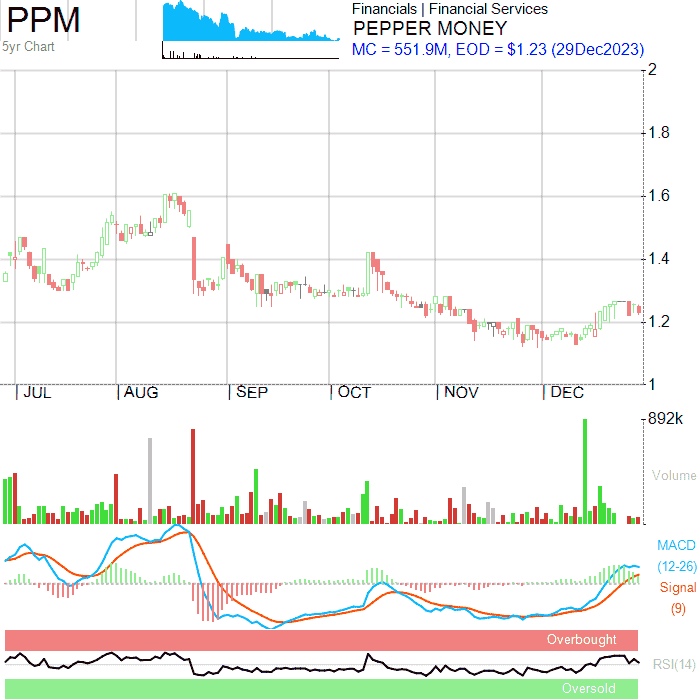 PPM
5yr Chart
Financials | Financial Services
PEPPER MONEY
MC = 551.9M, EOD = $1.23 (29Dec2023)
2
1.8
1.6
1.4
1.2
1
JUL AUG SEP OCT NOV DEC
892k
Volume
MACD
(12-26)
Signal
(9)
Overbought
RSI(14)
Oversold